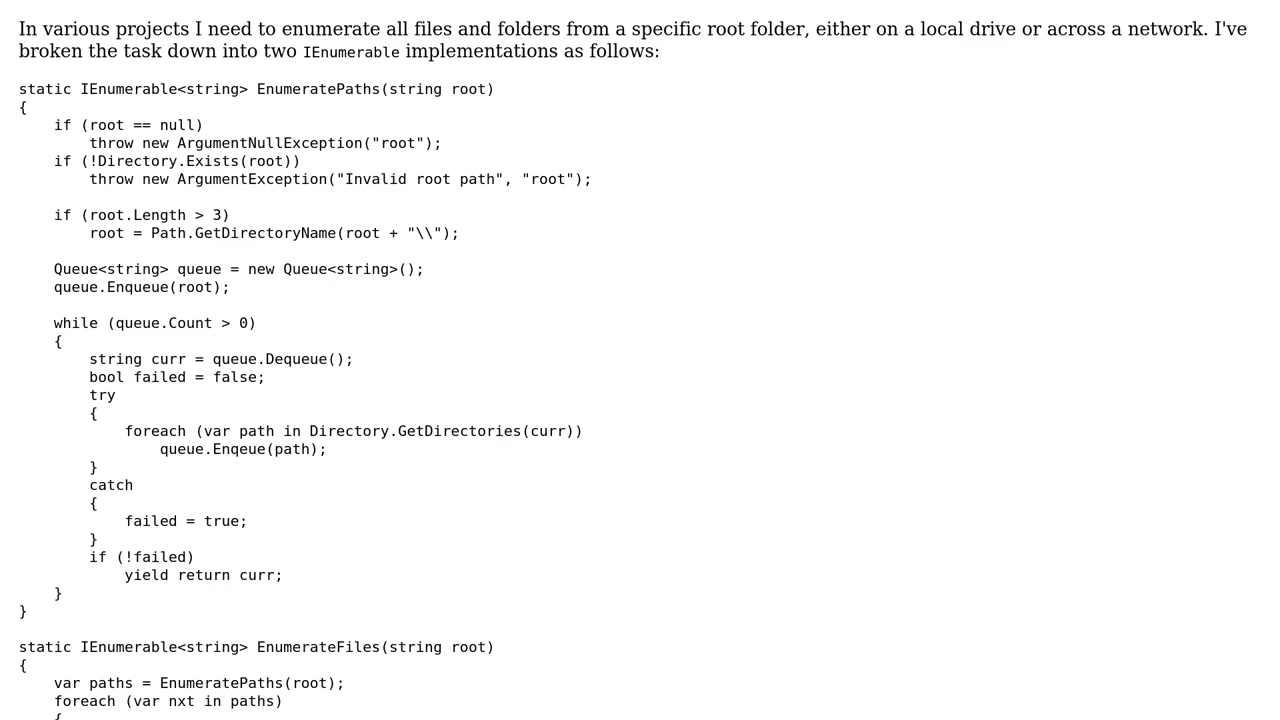 In various projects I need to enumerate all files and folders from a specific root folder, either on a local drive or across a network. I've
broken the task down into two IEnumerable implementations as follows:
static IEnumerable<string> EnumeratePaths(string root)
{
    if (root == null)
        throw new ArgumentNullException("root");
    if (!Directory.Exists(root))
        throw new ArgumentException("Invalid root path", "root");
    if (root.Length > 3)
        root = Path.GetDirectoryName(root + "\\");
    Queue<string> queue = new Queue<string>();
    queue.Enqueue(root);
    while (queue.Count > 0)
    {
        string curr = queue.Dequeue();
        bool failed = false;
        try
        {
            foreach (var path in Directory.GetDirectories(curr))
                queue.Enqeue(path);
        }
        catch
        {
            failed = true;
        }
        if (!failed)
            yield return curr;
    }
}
static IEnumerable<string> EnumerateFiles(string root)
{
    var paths = EnumeratePaths(root);
    foreach (var nxt in paths)
    {